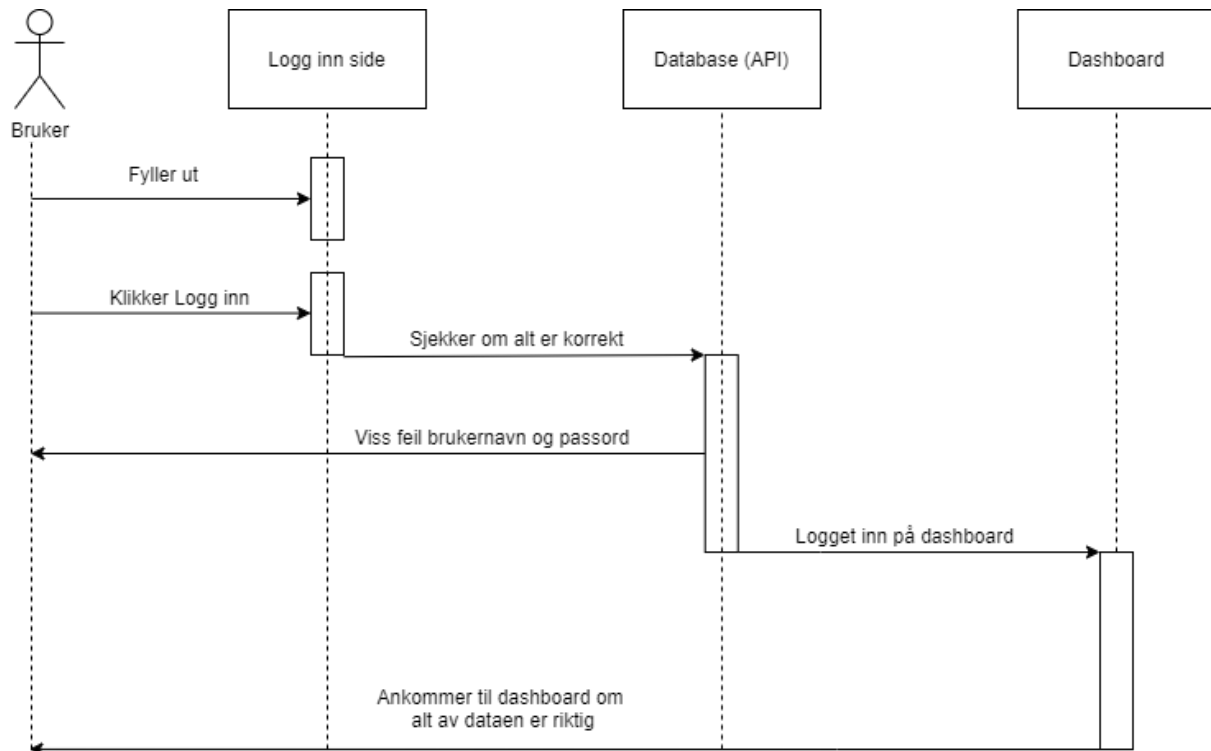 Logg inn side
Database (API)
Dashboard
Bruker
Fyller ut
Klikker Logg inn
Sjekker om alt er korrekt
Viss feil brukernavn og passord
Logget inn på dashboard
Ankommer til dashboard om
alt av dataen er riktig